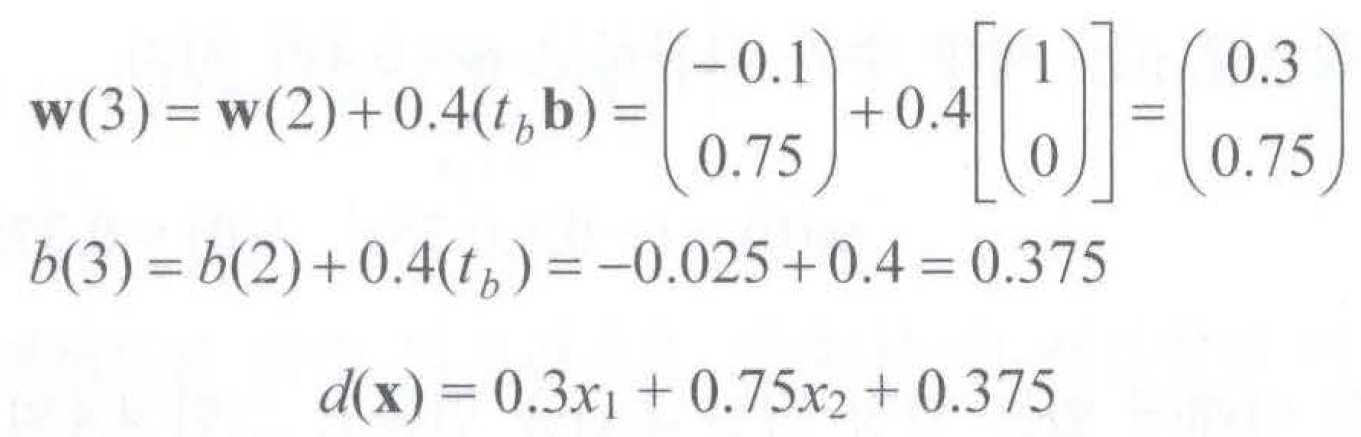 w(3) = w(2) + 0.4(t_b b) = (−0.1 0.75) + 0.4[(1 0)] = (0.3 0.75)
b(3) = b(2) + 0.4(t_b) = −0.025 + 0.4 = 0.375
d(x) = 0.3x₁ + 0.75x₂ + 0.375